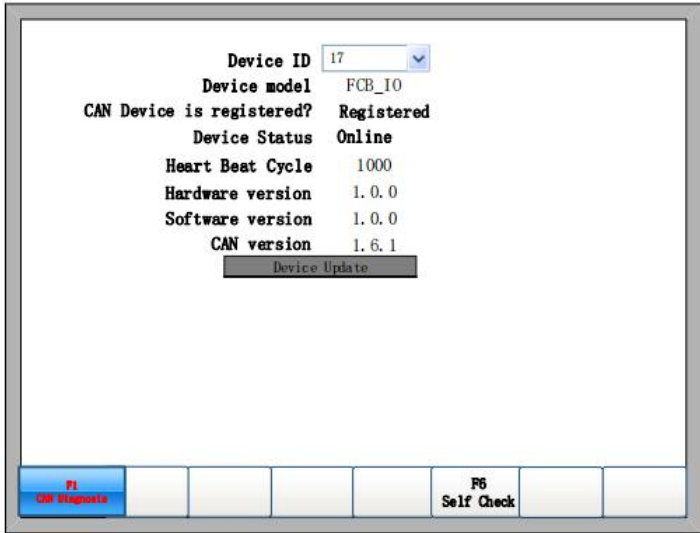 Device ID 17
Device model FCB_IO
CAN Device is registered? Registered
Device Status Online
Heart Beat Cycle 1000
Hardware version 1.0.0
Software version 1.0.0
CAN version 1.6.1
Device Update
F1
CAN Diagnosis
F6
Self Check